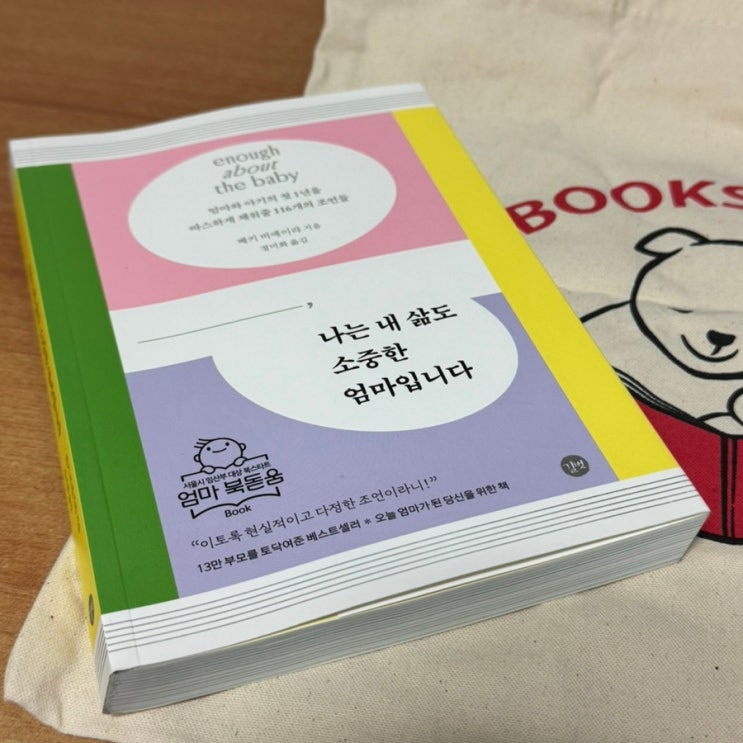 enough
about
the baby
엄마와 아기의 첫 1년을
따스하게 채워줄 116개의 조언들
베키 비에이라 지음
정미화 옮김
나는 내 삶도
소중한
엄마입니다
서울시 임산부 대상 북스타트
엄마 북돋움
Book
길벗
“이토록 현실적이고 다정한 조언이라니!”
13만 부모를 토닥여준 베스트셀러 * 오늘 엄마가 된 당신을 위한 책
BOOKs